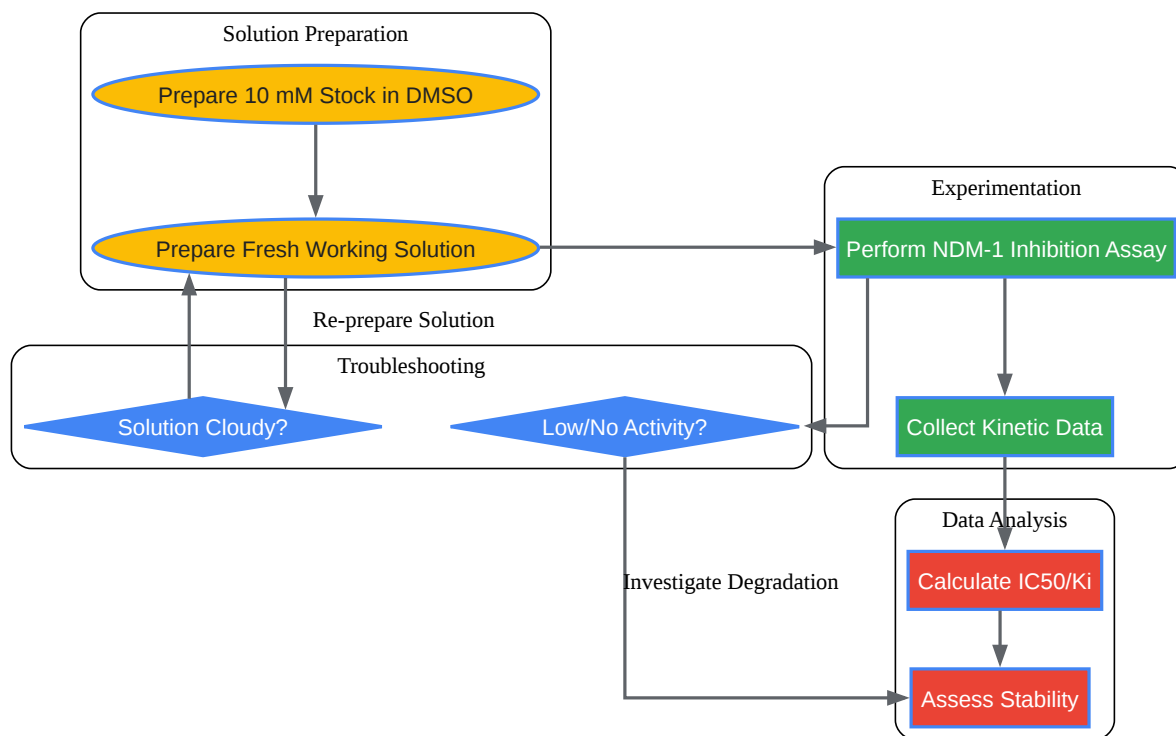 Solution Preparation
Prepare 10 mM Stock in DMSO
Prepare Fresh Working Solution
Experimentation
Perform NDM-1 Inhibition Assay
Re-prepare Solution
Troubleshooting
Solution Cloudy?
Low/No Activity?
Collect Kinetic Data
Data Analysis
Calculate IC50/Ki
Investigate Degradation
Assess Stability